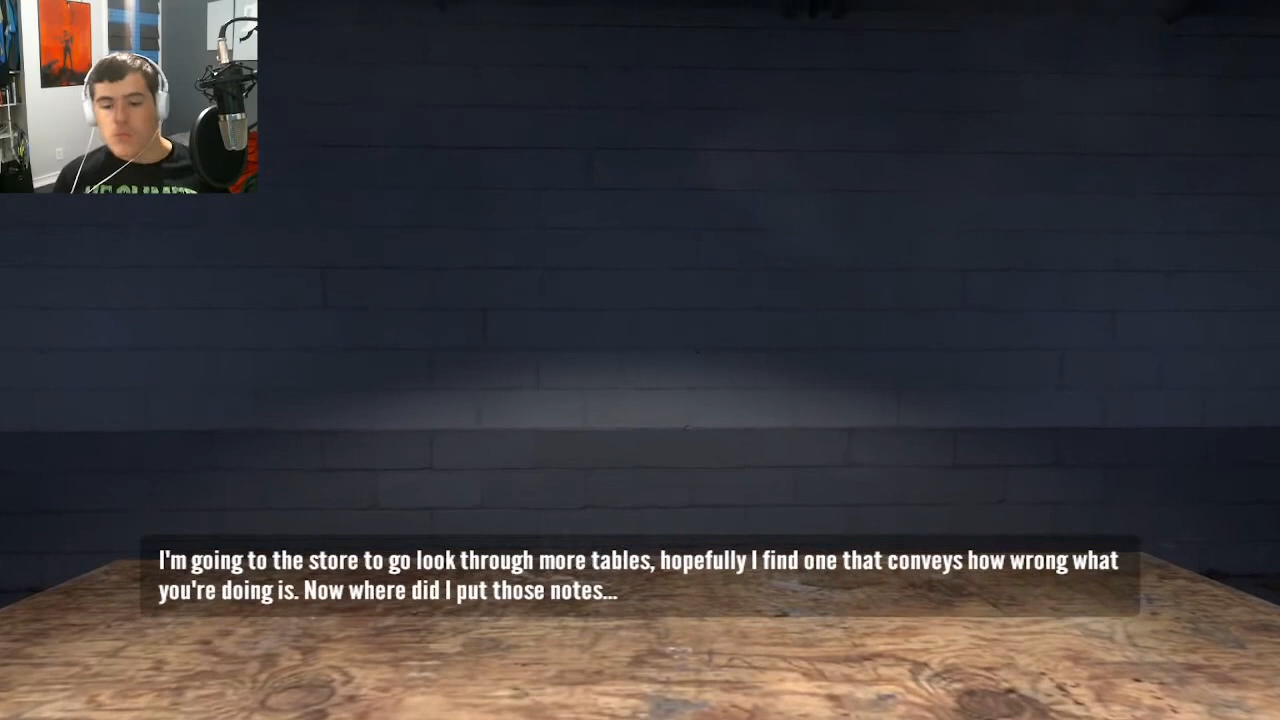 I'm going to the store to go look through more tables, hopefully I find one that conveys how wrong what
you're doing is. Now where did I put those notes...